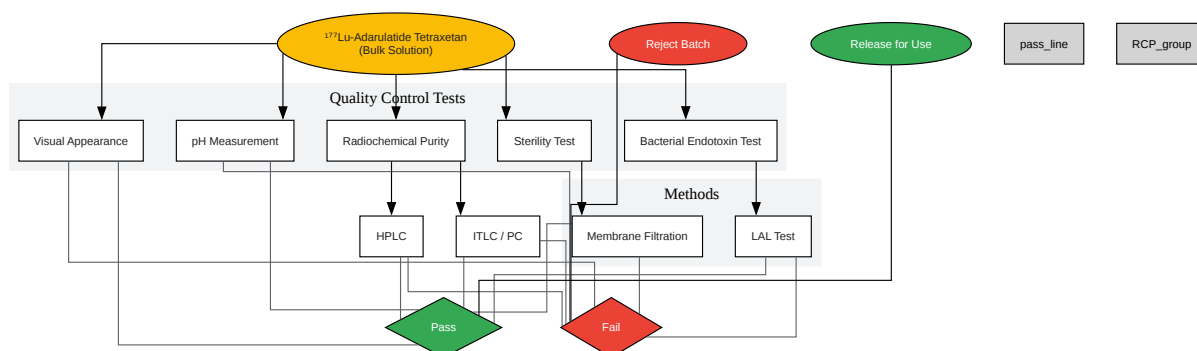 ¹⁷⁷Lu-Adarulatide Tetraxetan
(Bulk Solution)
Reject Batch
Release for Use
pass_line
RCP_group
Quality Control Tests
Visual Appearance
pH Measurement
Radiochemical Purity
Sterility Test
Bacterial Endotoxin Test
Methods
HPLC
ITLC / PC
Membrane Filtration
LAL Test
Pass
Fail